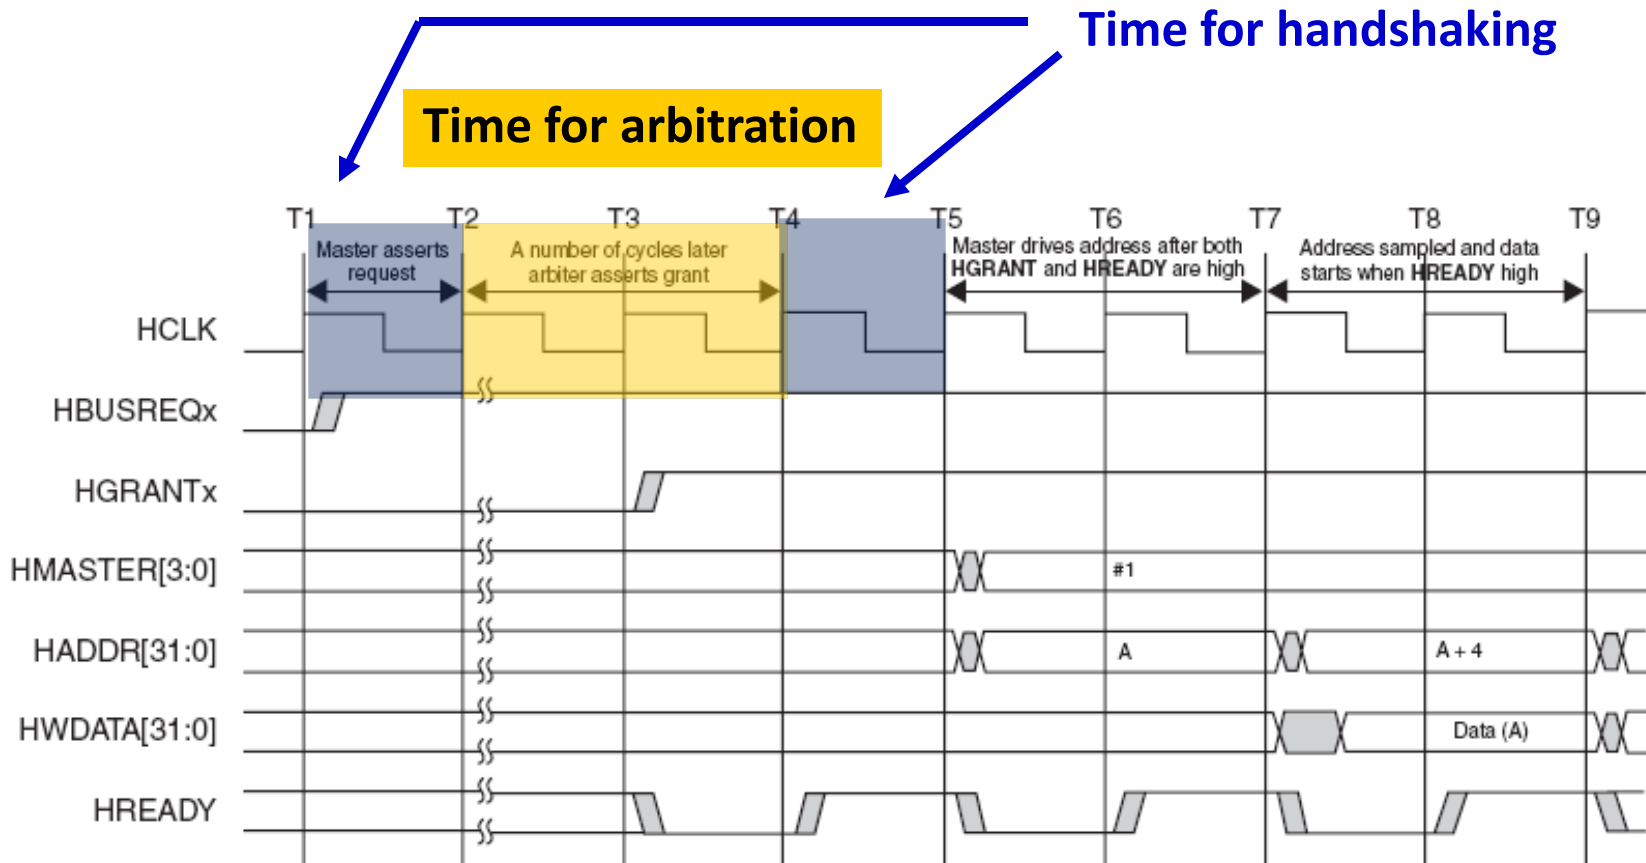 Time for handshaking
Time for arbitration
T1 T2 T3 T4 T5 T6 T7 T8 T9
Master asserts
request
A number of cycles later
arbiter asserts grant
Master drives address after both
HGRANT and HREADY are high
Address sampled and data
starts when HREADY high
HCLK
HBUSREQx
HGRANTx
HMASTER[3:0]
#1
HADDR[31:0]
A
A + 4
HWDATA[31:0]
Data (A)
HREADY